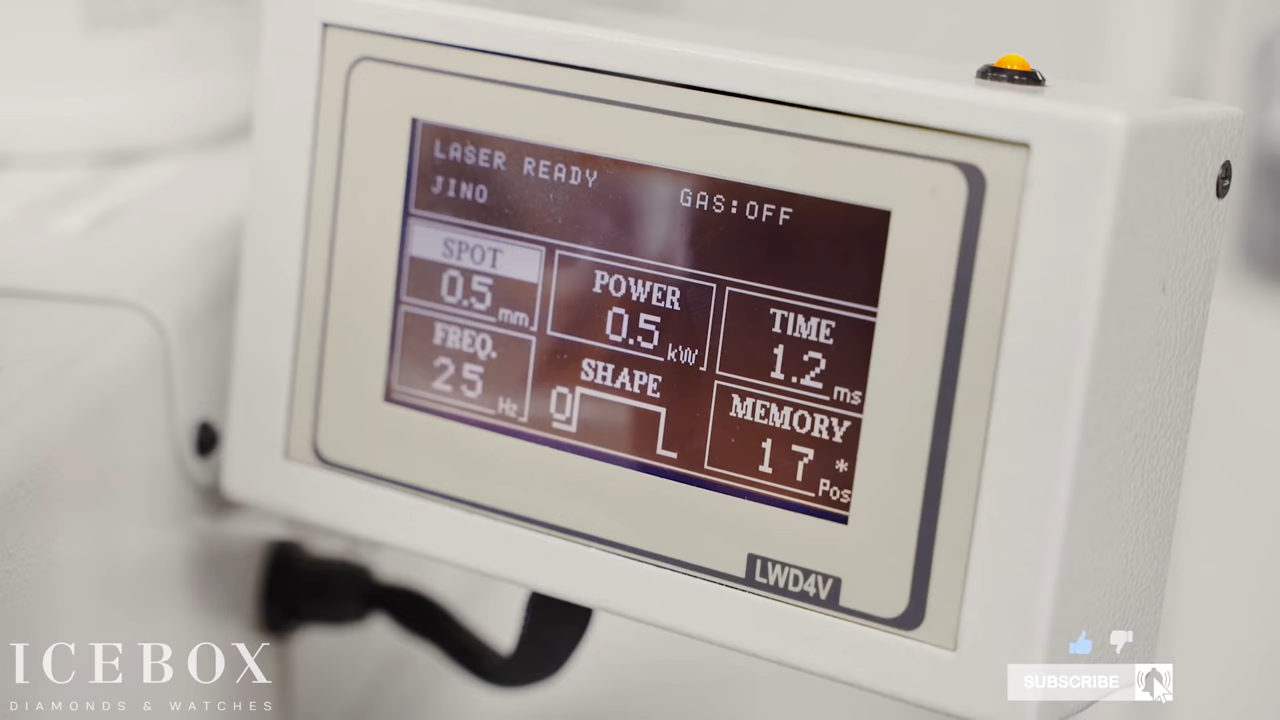 LASER READY
JINO
GAS:OFF
SPOT
0.5 mm
POWER
0.5 kW
TIME
1.2 ms
FREQ.
25 Hz
SHAPE
0
MEMORY
17 *
Pos
LWD4V
ICEBOX
DIAMONDS & WATCHES
SUBSCRIBE